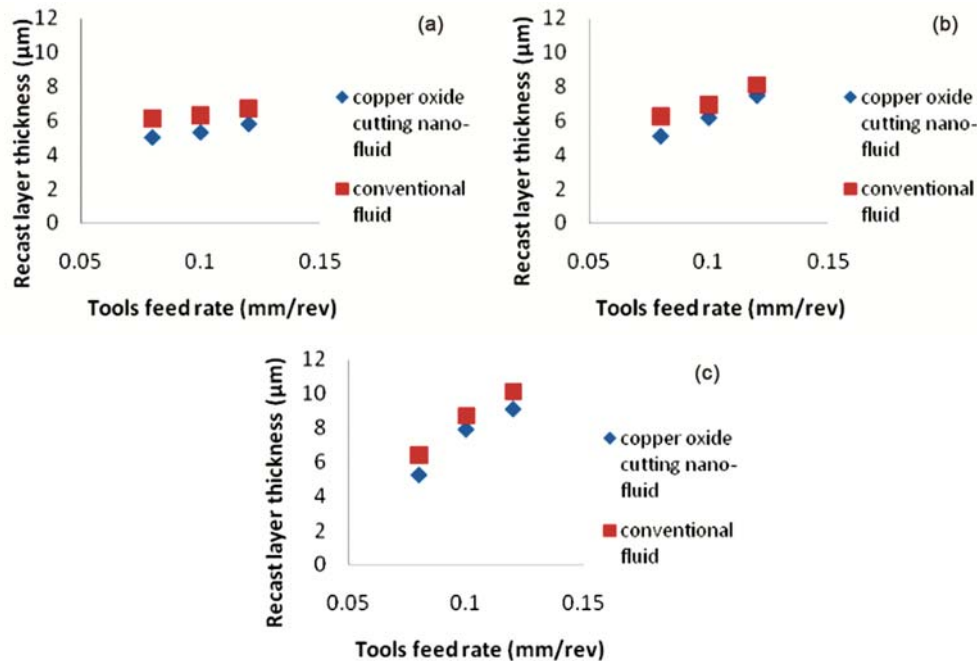 (a)
12
10
8
6
4
2
0
Recast layer thickness (µm)
0.05
0.1
0.15
Tools feed rate (mm/rev)
copper oxide
cutting nano-
fluid
conventional
fluid
(b)
12
10
8
6
4
2
0
Recast layer thickness (µm)
0.05
0.1
0.15
Tools feed rate (mm/rev)
copper oxide
cutting nano-
fluid
conventional
fluid
(c)
12
10
8
6
4
2
0
Recast layer thickness (µm)
0.05
0.1
0.15
Tools feed rate (mm/rev)
copper oxide
cutting nano-
fluid
conventional
fluid